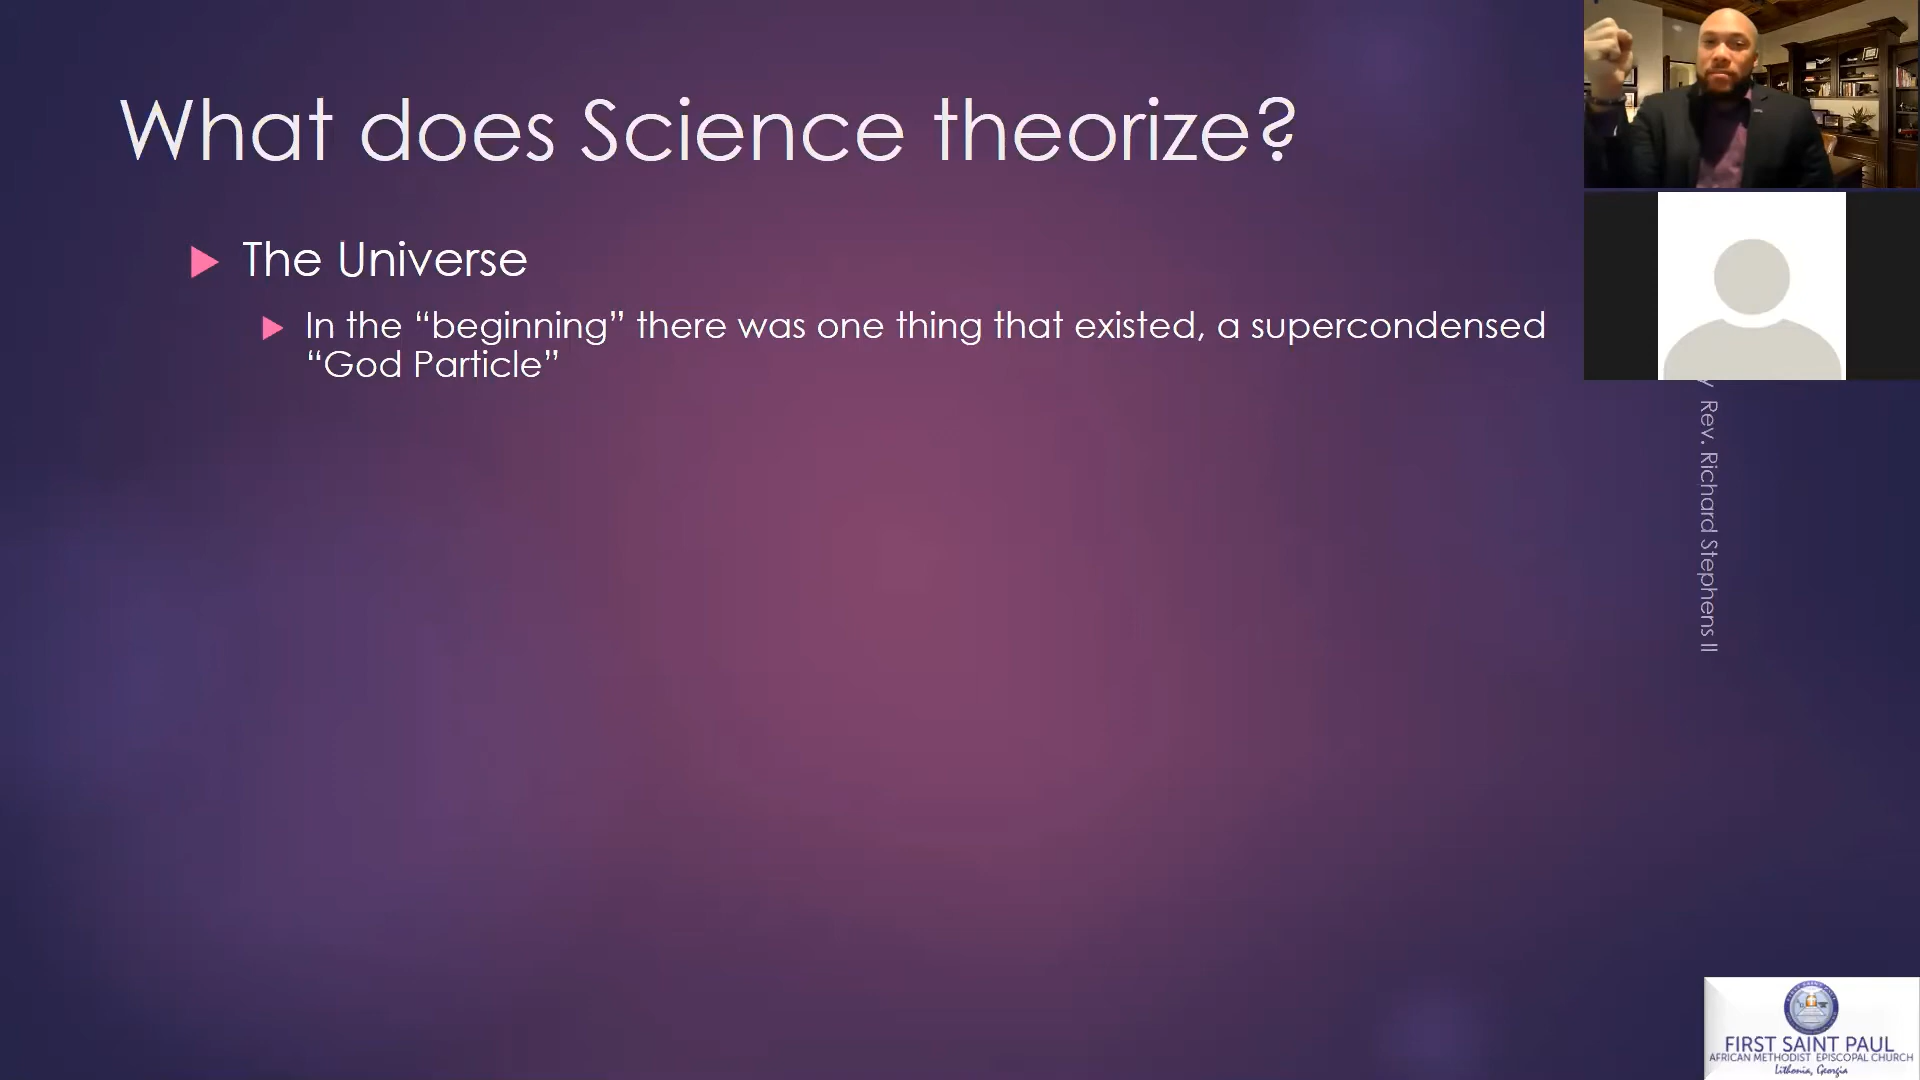 What does Science theorize?
The Universe
In the “beginning” there was one thing that existed, a supercondensed
“God Particle”
Rev. Richard Stephens II
FIRST SAINT PAUL
AFRICAN METHODIST EPISCOPAL CHURCH
Lithonia, Georgia